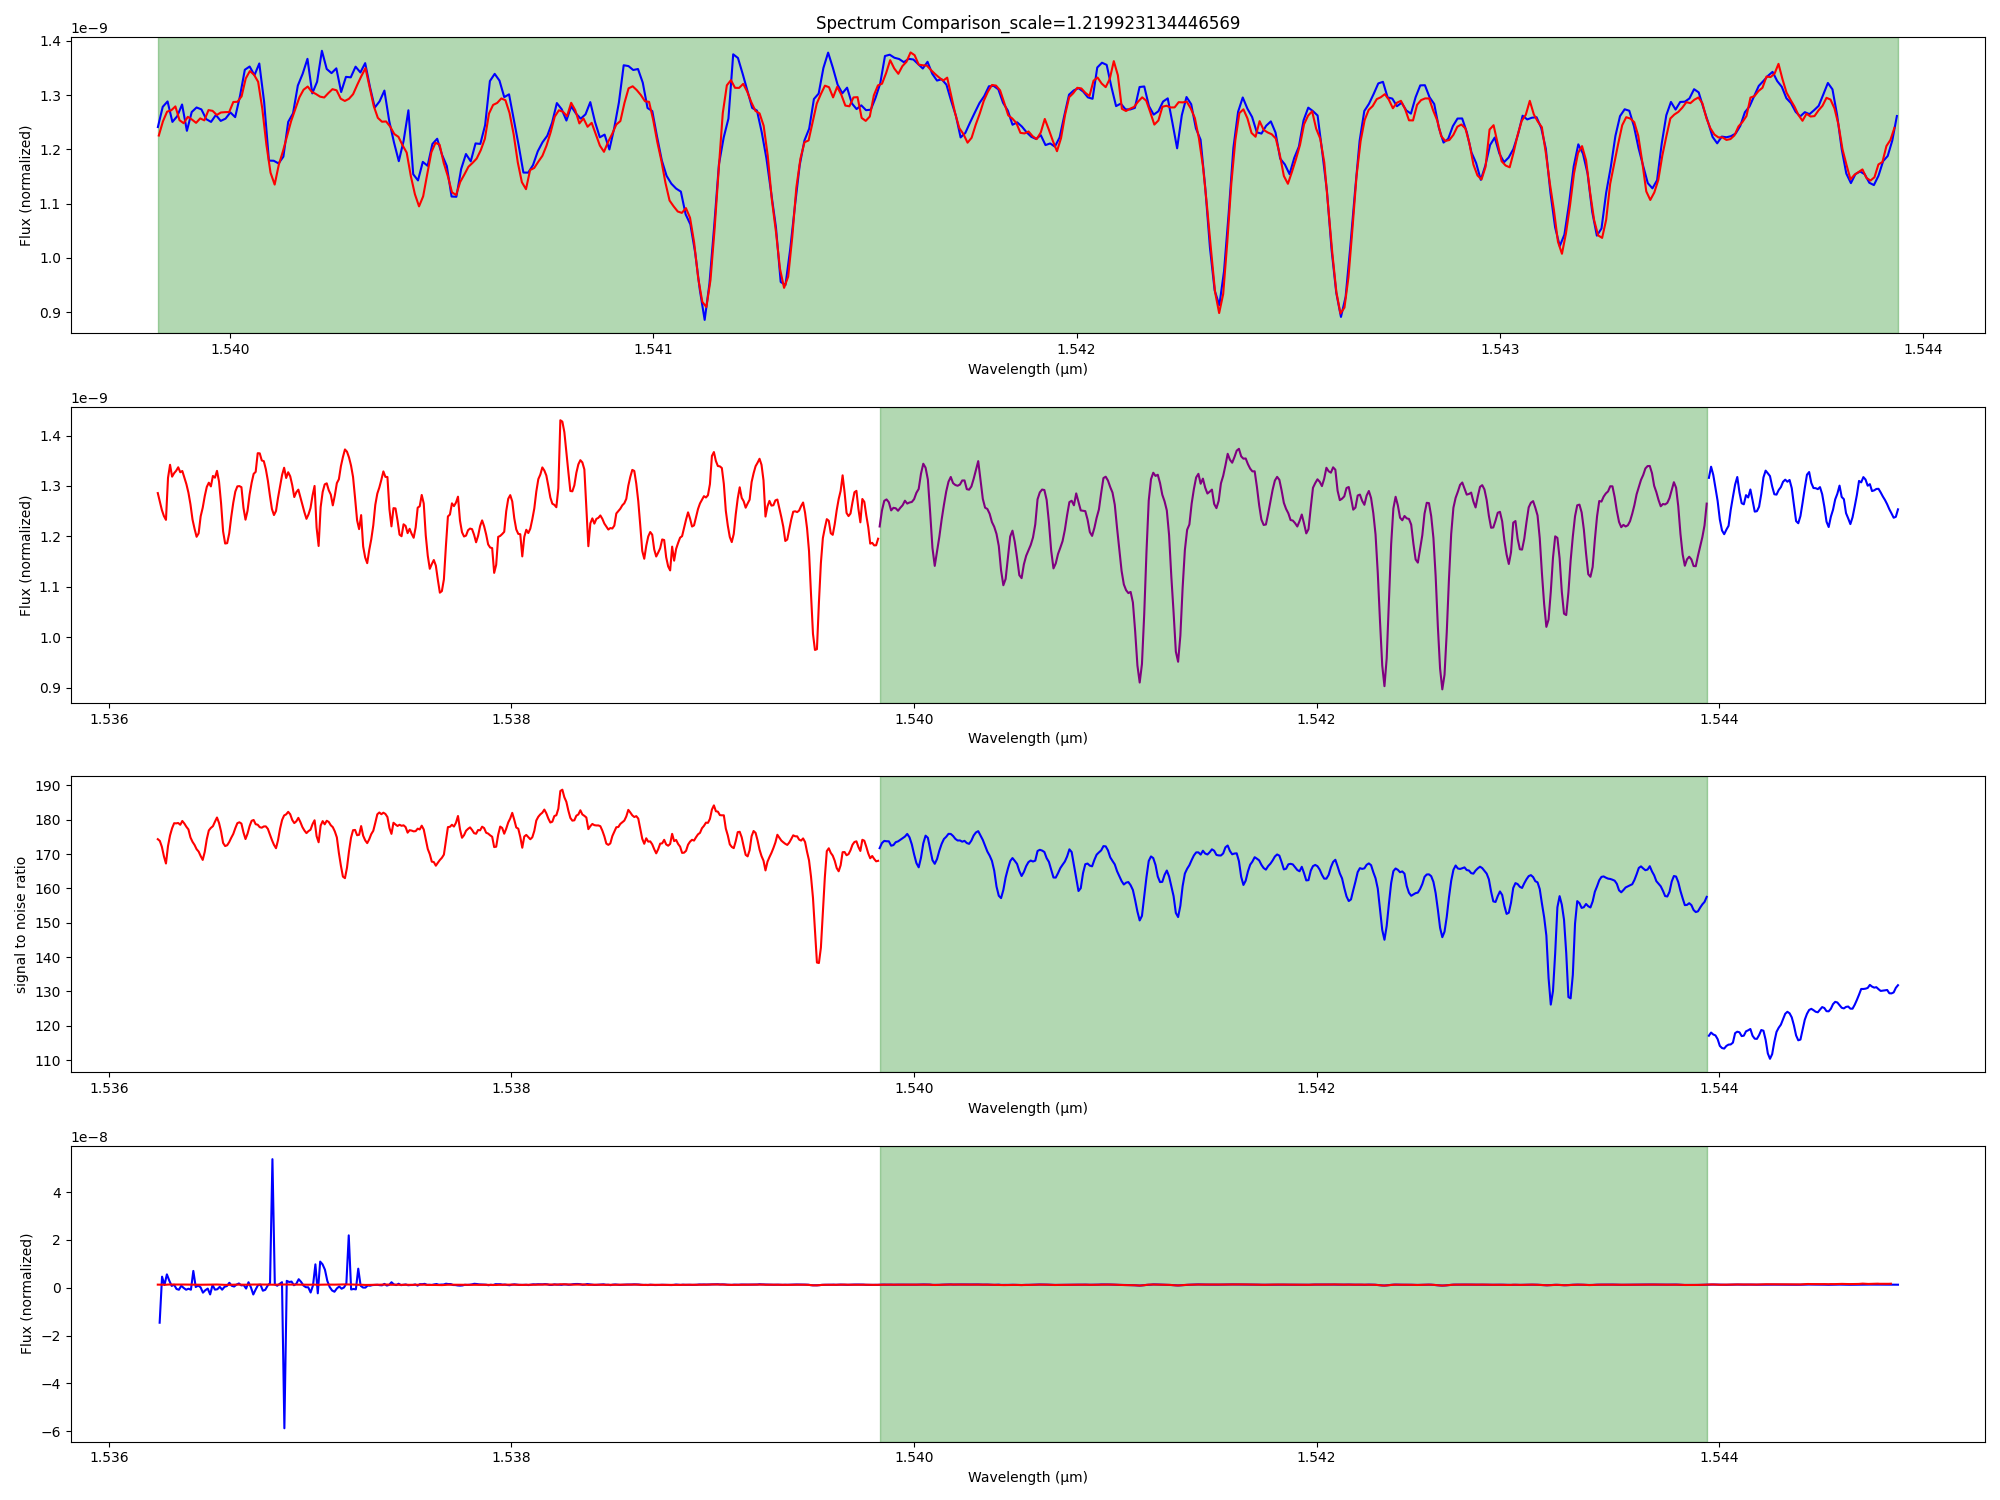 Spectrum Comparison_scale=1.219923134446569
1e−9
1.4
1.3
1.2
1.1
1.0
0.9
Flux (normalized)
1.540 1.541 1.542 1.543 1.544
Wavelength (μm)
1e−9
1.4
1.3
1.2
1.1
1.0
0.9
Flux (normalized)
1.536 1.538 1.540 1.542 1.544
Wavelength (μm)
190
180
170
160
150
140
130
120
110
signal to noise ratio
1.536 1.538 1.540 1.542 1.544
Wavelength (μm)
1e−8
4
2
0
−2
−4
−6
Flux (normalized)
1.536 1.538 1.540 1.542 1.544
Wavelength (μm)